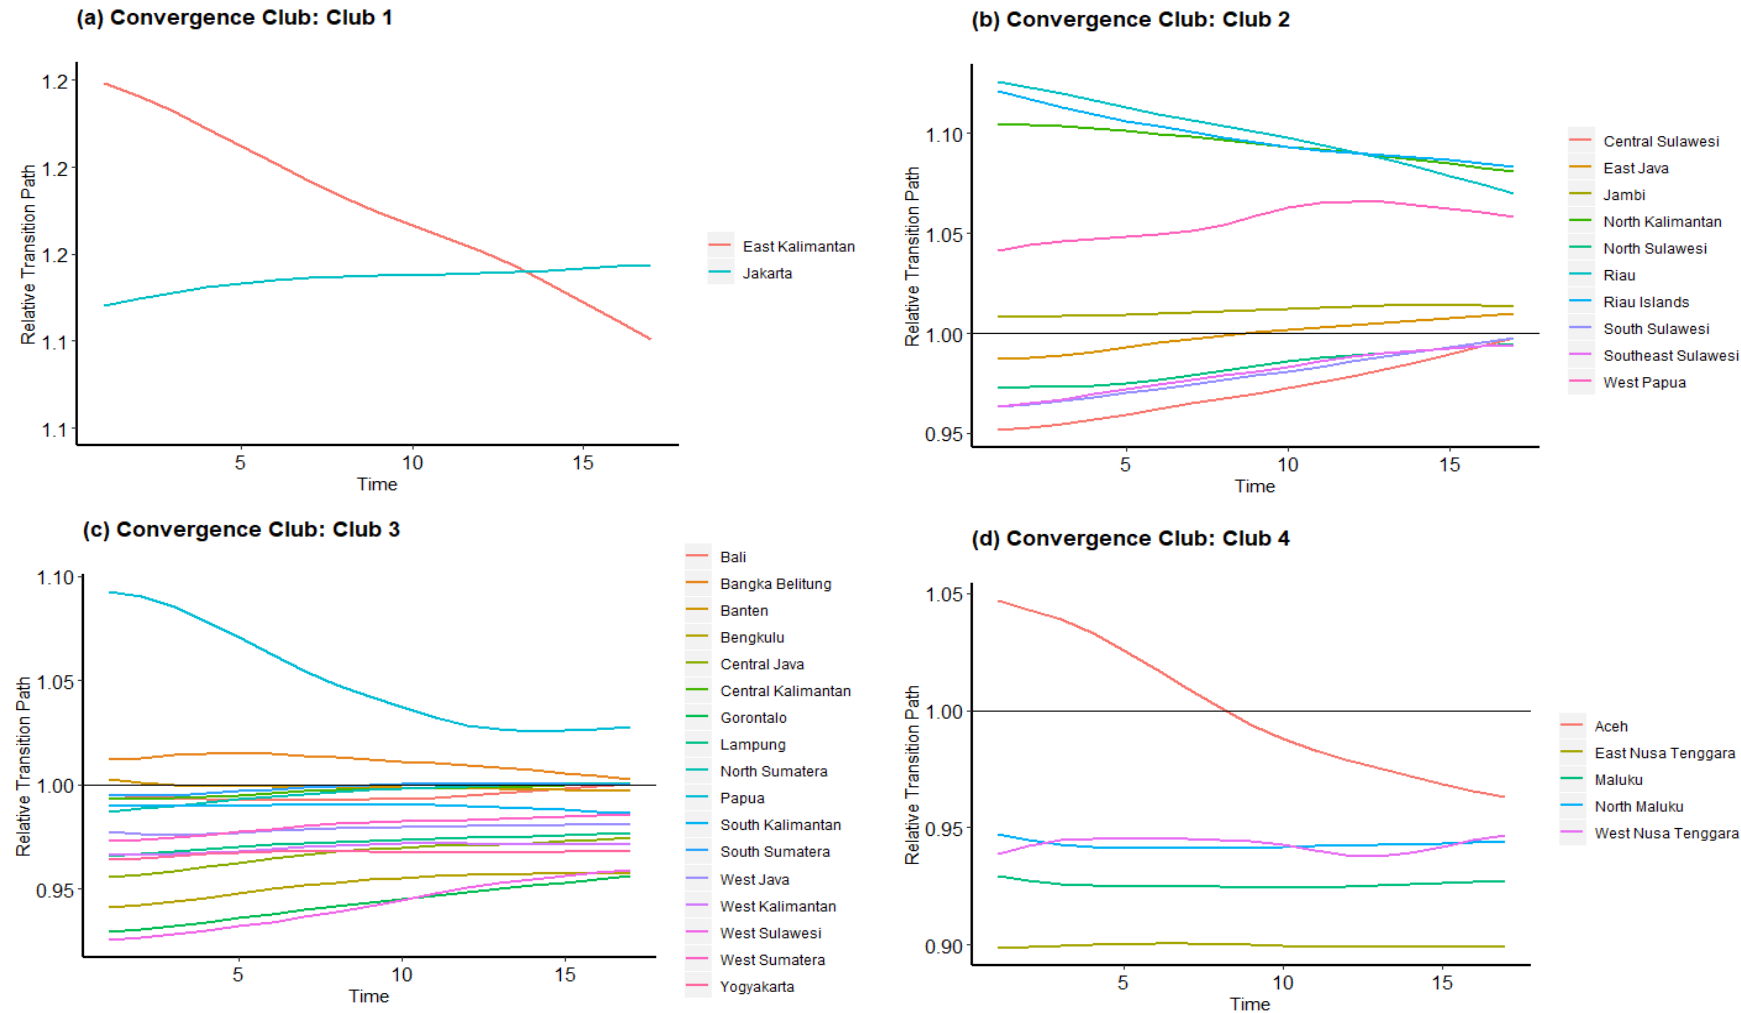 (a) Convergence Club: Club 1
1.2
1.2
1.2
1.1
1.1
Relative Transition Path
5
10
15
Time
East Kalimantan
Jakarta
(b) Convergence Club: Club 2
1.10
1.05
1.00
0.95
Relative Transition Path
5
10
15
Time
Central Sulawesi
East Java
Jambi
North Kalimantan
North Sulawesi
Riau
Riau Islands
South Sulawesi
Southeast Sulawesi
West Papua
(c) Convergence Club: Club 3
1.10
1.05
1.00
0.95
Relative Transition Path
5
10
15
Time
Bali
Bangka Belitung
Banten
Bengkulu
Central Java
Central Kalimantan
Gorontalo
Lampung
North Sumatera
Papua
South Kalimantan
South Sumatera
West Java
West Kalimantan
West Sulawesi
West Sumatera
Yogyakarta
(d) Convergence Club: Club 4
1.05
1.00
0.95
0.90
Relative Transition Path
5
10
15
Time
Aceh
East Nusa Tenggara
Maluku
North Maluku
West Nusa Tenggara